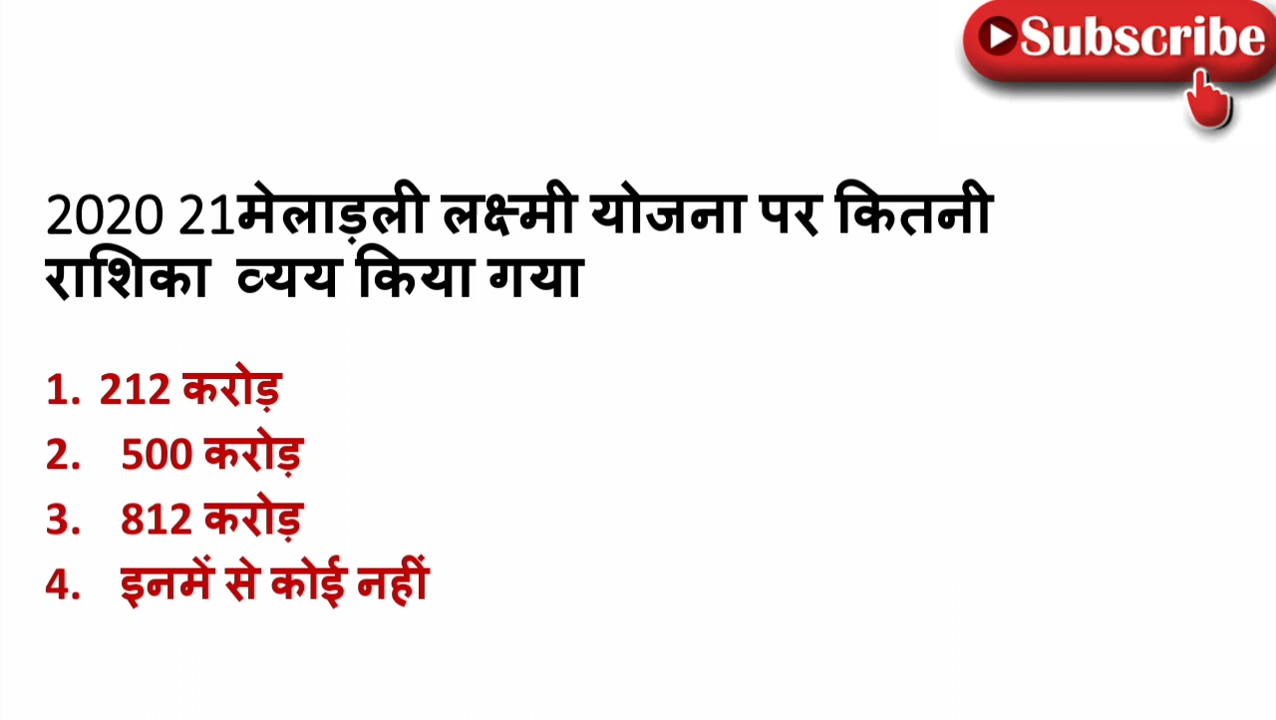 Subscribe
2020 21मेलाड़ली लक्ष्मी योजना पर कितनी
राशिका व्यय किया गया
1. 212 करोड़
2. 500 करोड़
3. 812 करोड़
4. इनमें से कोई नहीं